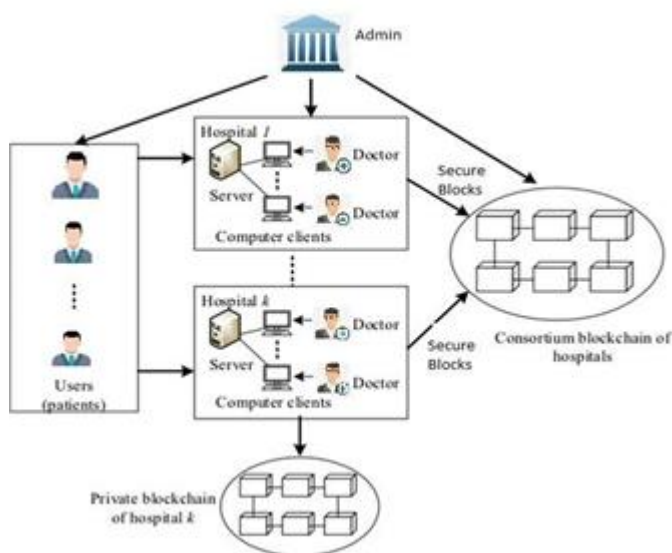 Admin
Hospital 1
Doctor
Server
Doctor
Computer clients
Secure
Blocks
Hospital k
Doctor
Server
Doctor
Computer clients
Users
(patients)
Secure
Blocks
Consortium blockchain of
hospitals
Private blockchain
of hospital k